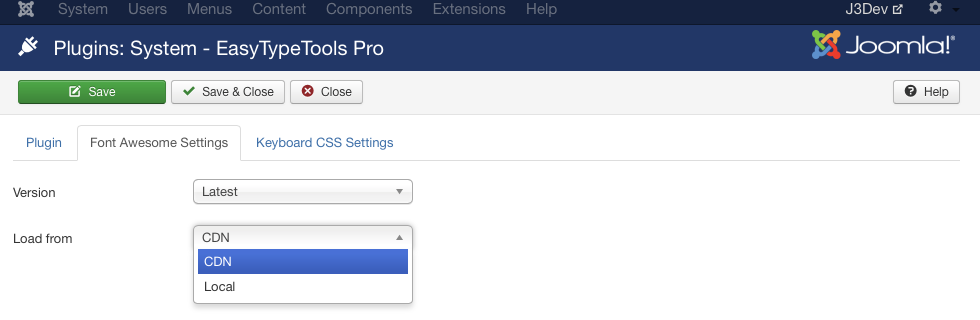 System Users Menus Content Components Extensions Help J3Dev
Plugins: System - EasyTypeTools Pro Joomla!®
Save Save & Close Close Help
Plugin Font Awesome Settings Keyboard CSS Settings
Version Latest
Load from CDN
CDN
Local